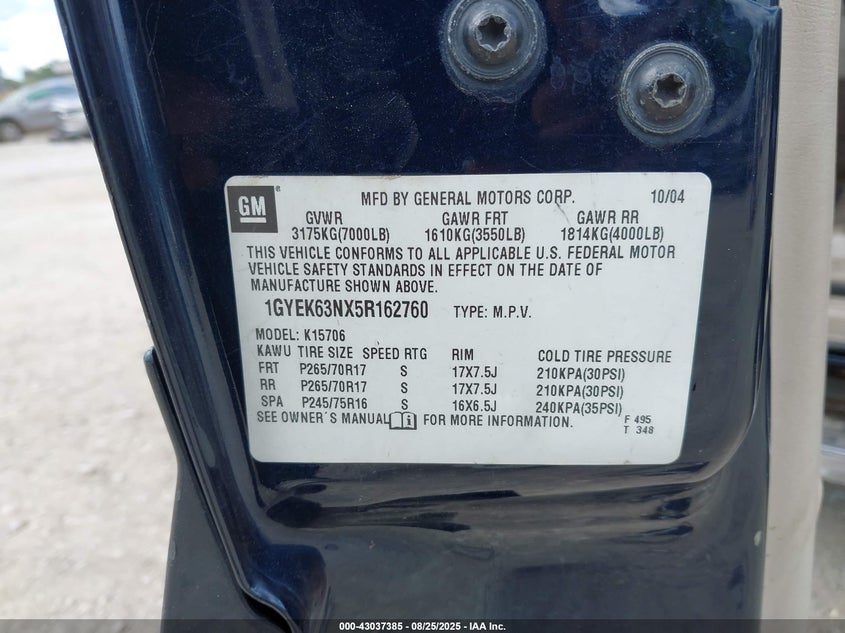 GM
MFD BY GENERAL MOTORS CORP. 10/04
GVWR GAWR FRT GAWR RR
3175KG(7000LB) 1610KG(3550LB) 1814KG(4000LB)
THIS VEHICLE CONFORMS TO ALL APPLICABLE U.S. FEDERAL MOTOR
VEHICLE SAFETY STANDARDS IN EFFECT ON THE DATE OF
MANUFACTURE SHOWN ABOVE.
1GYEK63NX5R162760 TYPE: M.P.V.
MODEL: K15706
KAWU TIRE SIZE SPEED RTG RIM COLD TIRE PRESSURE
FRT P265/70R17 S 17X7.5J 210KPA(30PSI)
RR P265/70R17 S 17X7.5J 210KPA(30PSI)
SPA P245/75R16 S 16X6.5J 240KPA(35PSI)
SEE OWNER´S MANUAL FOR MORE INFORMATION. F 495
T 348
000-43037385 - 08/25/2025 - IAA Inc.